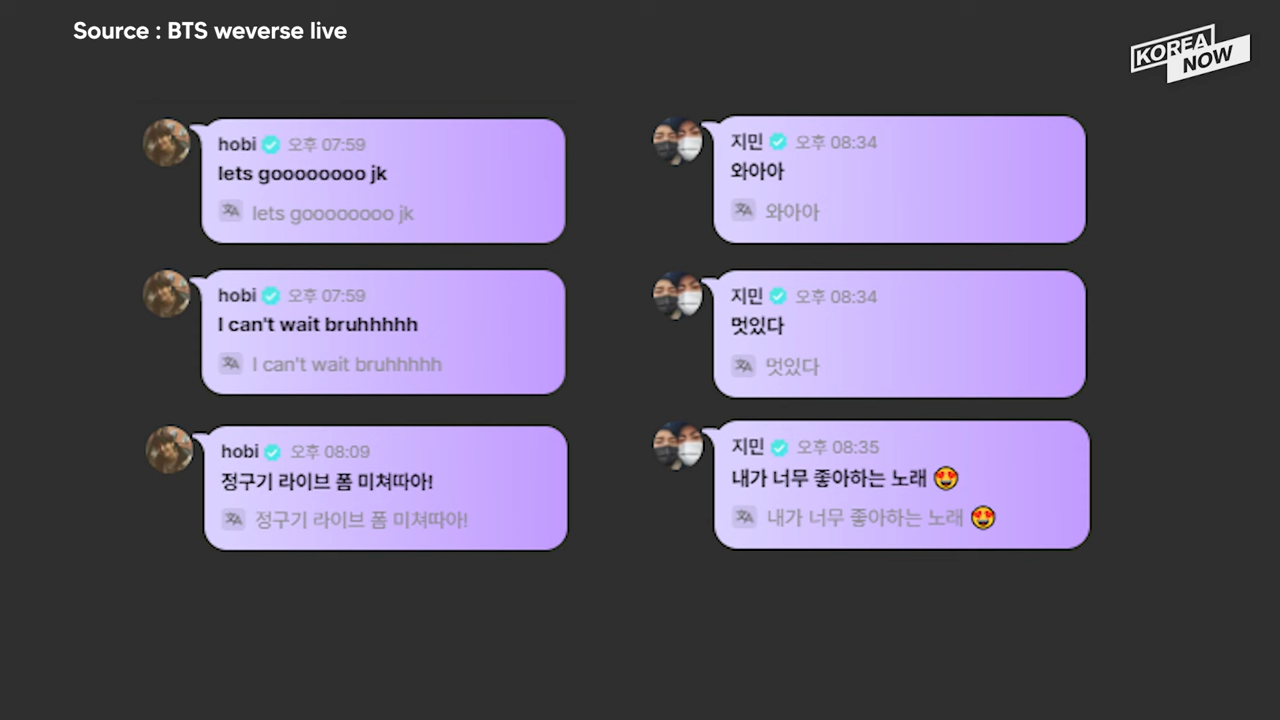 Source : BTS weverse live
KOREA
NOW
hobi 오후 07:59
lets goooooooo jk
lets goooooooo jk
hobi 오후 07:59
I can't wait bruhhhhh
I can't wait bruhhhhh
hobi 오후 08:09
정구기 라이브 폼 미쳐따아!
정구기 라이브 폼 미쳐따아!
지민 오후 08:34
와아아
와아아
지민 오후 08:34
멋있다
멋있다
지민 오후 08:35
내가 너무 좋아하는 노래 😍
내가 너무 좋아하는 노래 😍